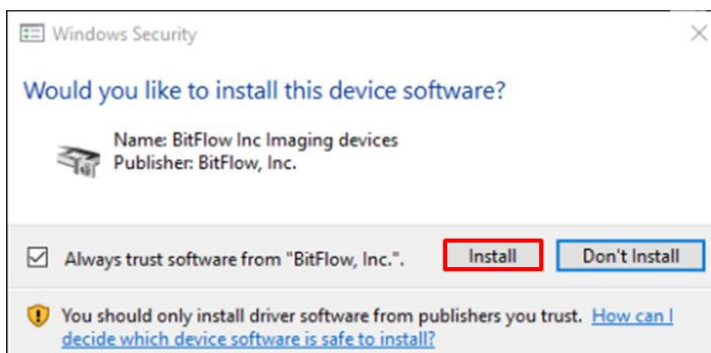 Windows Security
Would you like to install this device software?
Name: BitFlow Inc Imaging devices
Publisher: BitFlow, Inc.
Always trust software from "BitFlow, Inc.".
Install
Don't Install
You should only install driver software from publishers you trust. How can I
decide which device software is safe to install?